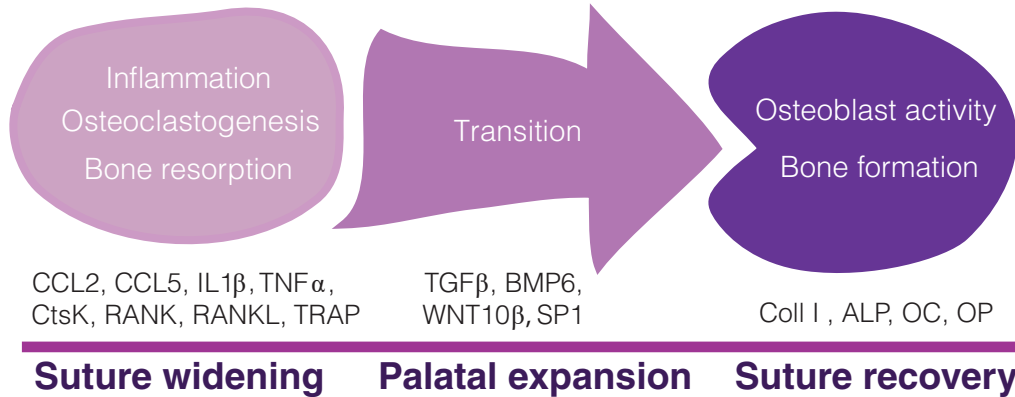 Inflammation
Osteoclastogenesis
Bone resorption
Transition
Osteoblast activity
Bone formation
CCL2, CCL5, IL1β, TNFα,
CtsK, RANK, RANKL, TRAP
TGFβ, BMP6,
WNT10β, SP1
Coll I , ALP, OC, OP
Suture widening
Palatal expansion
Suture recovery